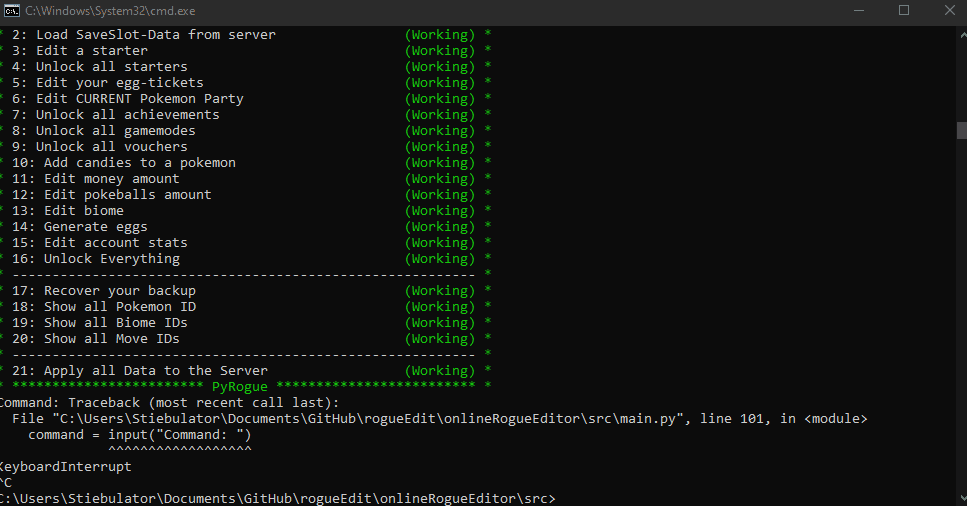 C:\Windows\System32\cmd.exe
* 2: Load SaveSlot-Data from server (Working) *
* 3: Edit a starter (Working) *
* 4: Unlock all starters (Working) *
* 5: Edit your egg-tickets (Working) *
* 6: Edit CURRENT Pokemon Party (Working) *
* 7: Unlock all achievements (Working) *
* 8: Unlock all gamemodes (Working) *
* 9: Unlock all vouchers (Working) *
* 10: Add candies to a pokemon (Working) *
* 11: Edit money amount (Working) *
* 12: Edit pokeballs amount (Working) *
* 13: Edit biome (Working) *
* 14: Generate eggs (Working) *
* 15: Edit account stats (Working) *
* 16: Unlock Everything (Working) *
* ---------------------------------------------------------- *
* 17: Recover your backup (Working) *
* 18: Show all Pokemon ID (Working) *
* 19: Show all Biome IDs (Working) *
* 20: Show all Move IDs (Working) *
* ---------------------------------------------------------- *
* 21: Apply all Data to the Server (Working) *
* ************************ PyRogue ************************* *
Command: Traceback (most recent call last):
File "C:\Users\Stiebulator\Documents\GitHub\rogueEdit\onlineRogueEditor\src\main.py", line 101, in <module>
command = input("Command: ")
^^^^^^^^^^^^^^^^^^
KeyboardInterrupt
^C
C:\Users\Stiebulator\Documents\GitHub\rogueEdit\onlineRogueEditor\src>